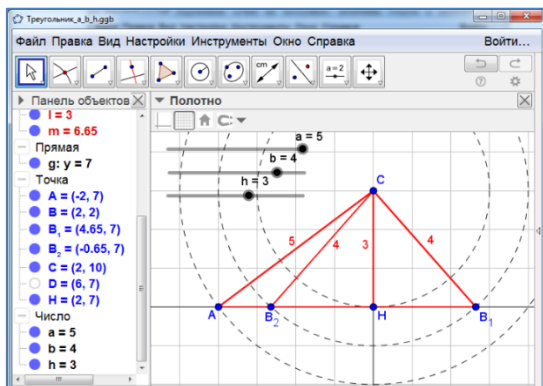 Треугольник_a_b_h.ggb
Файл Правка Вид Настройки Инструменты Окно Справка Войти...
cm
a=2
Панель объектов
Полотно
l = 3
m = 6.65
Прямая
g: y = 7
Точка
A = (-2, 7)
B = (2, 2)
B₁ = (4.65, 7)
B₂ = (-0.65, 7)
C = (2, 10)
D = (6, 7)
H = (2, 7)
Число
a = 5
b = 4
h = 3
a = 5
b = 4
h = 3
C
5
4
3
4
A
B₂
H
B₁